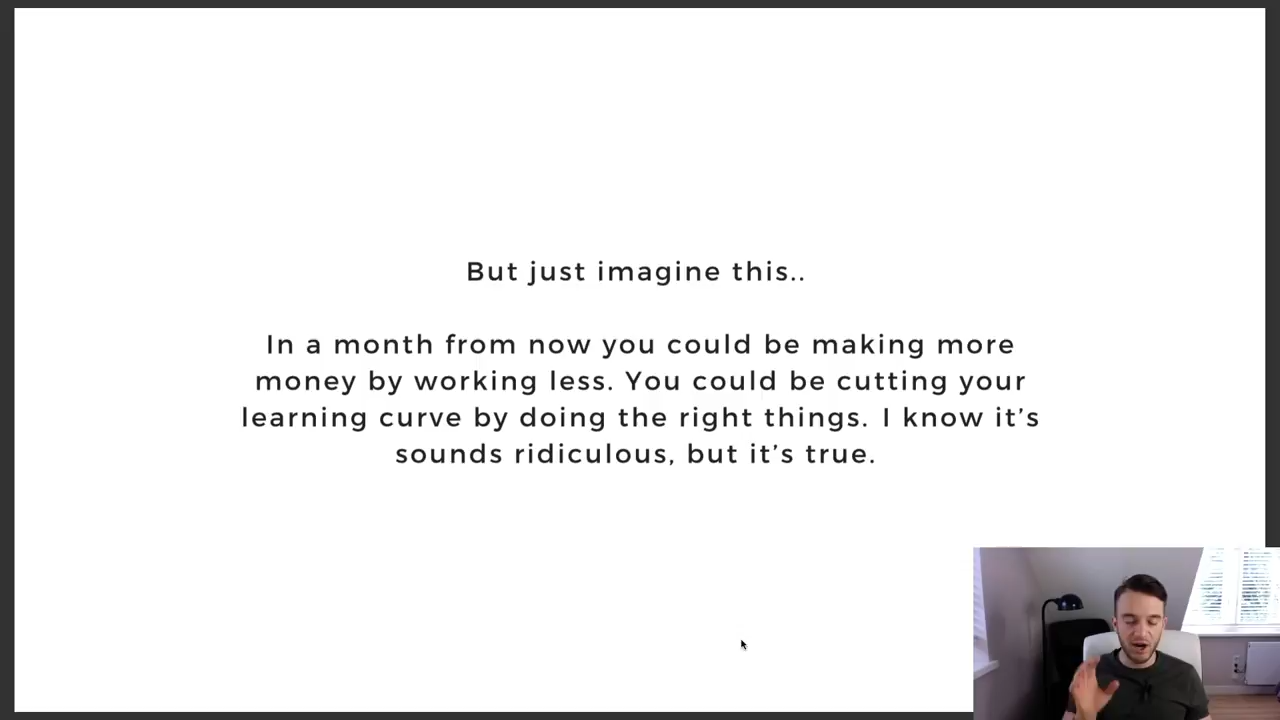 But just imagine this..
In a month from now you could be making more
money by working less. You could be cutting your
learning curve by doing the right things. I know it's
sounds ridiculous, but it's true.